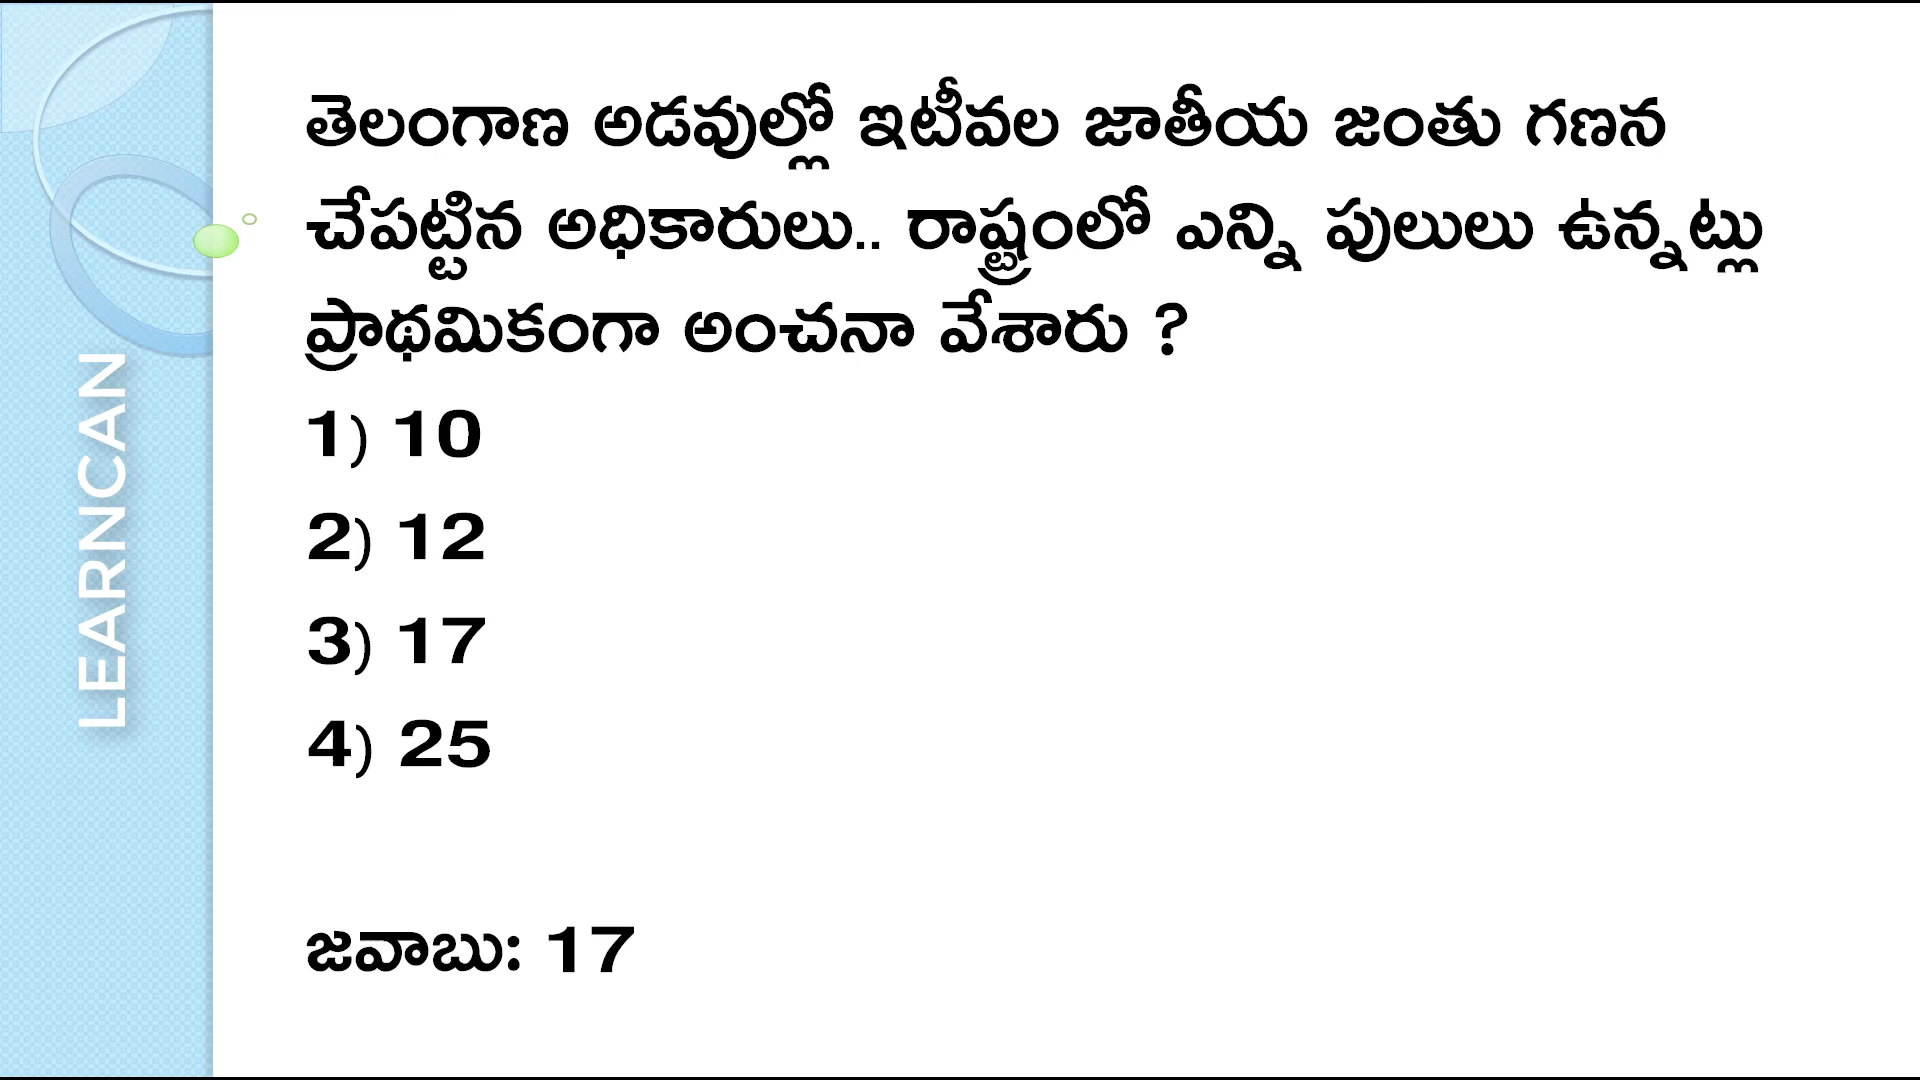 LEARNCAN
తెలంగాణ అడవుల్లో ఇటీవల జాతీయ జంతు గణన
చేపట్టిన అధికారులు.. రాష్ట్రంలో ఎన్ని పులులు ఉన్నట్లు
ప్రాథమికంగా అంచనా వేశారు ?
1) 10
2) 12
3) 17
4) 25
జవాబు: 17